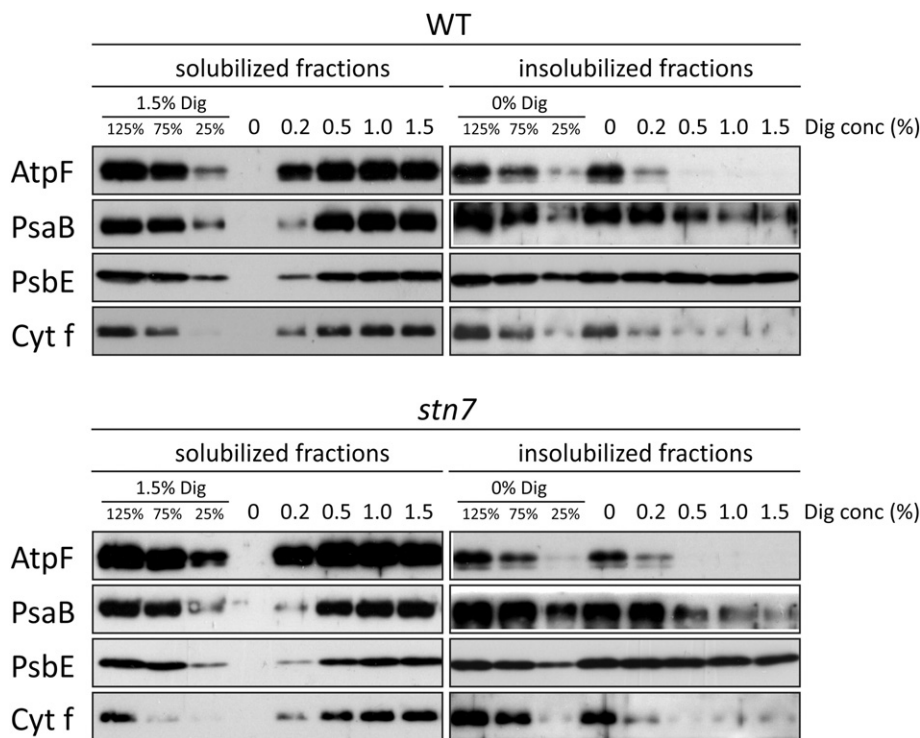 WT
solubilized fractions insolubilized fractions
1.5% Dig 0% Dig
125% 75% 25% 0 0.2 0.5 1.0 1.5 125% 75% 25% 0 0.2 0.5 1.0 1.5 Dig conc (%)
AtpF
PsaB
PsbE
Cyt f
stn7
solubilized fractions insolubilized fractions
1.5% Dig 0% Dig
125% 75% 25% 0 0.2 0.5 1.0 1.5 125% 75% 25% 0 0.2 0.5 1.0 1.5 Dig conc (%)
AtpF
PsaB
PsbE
Cyt f